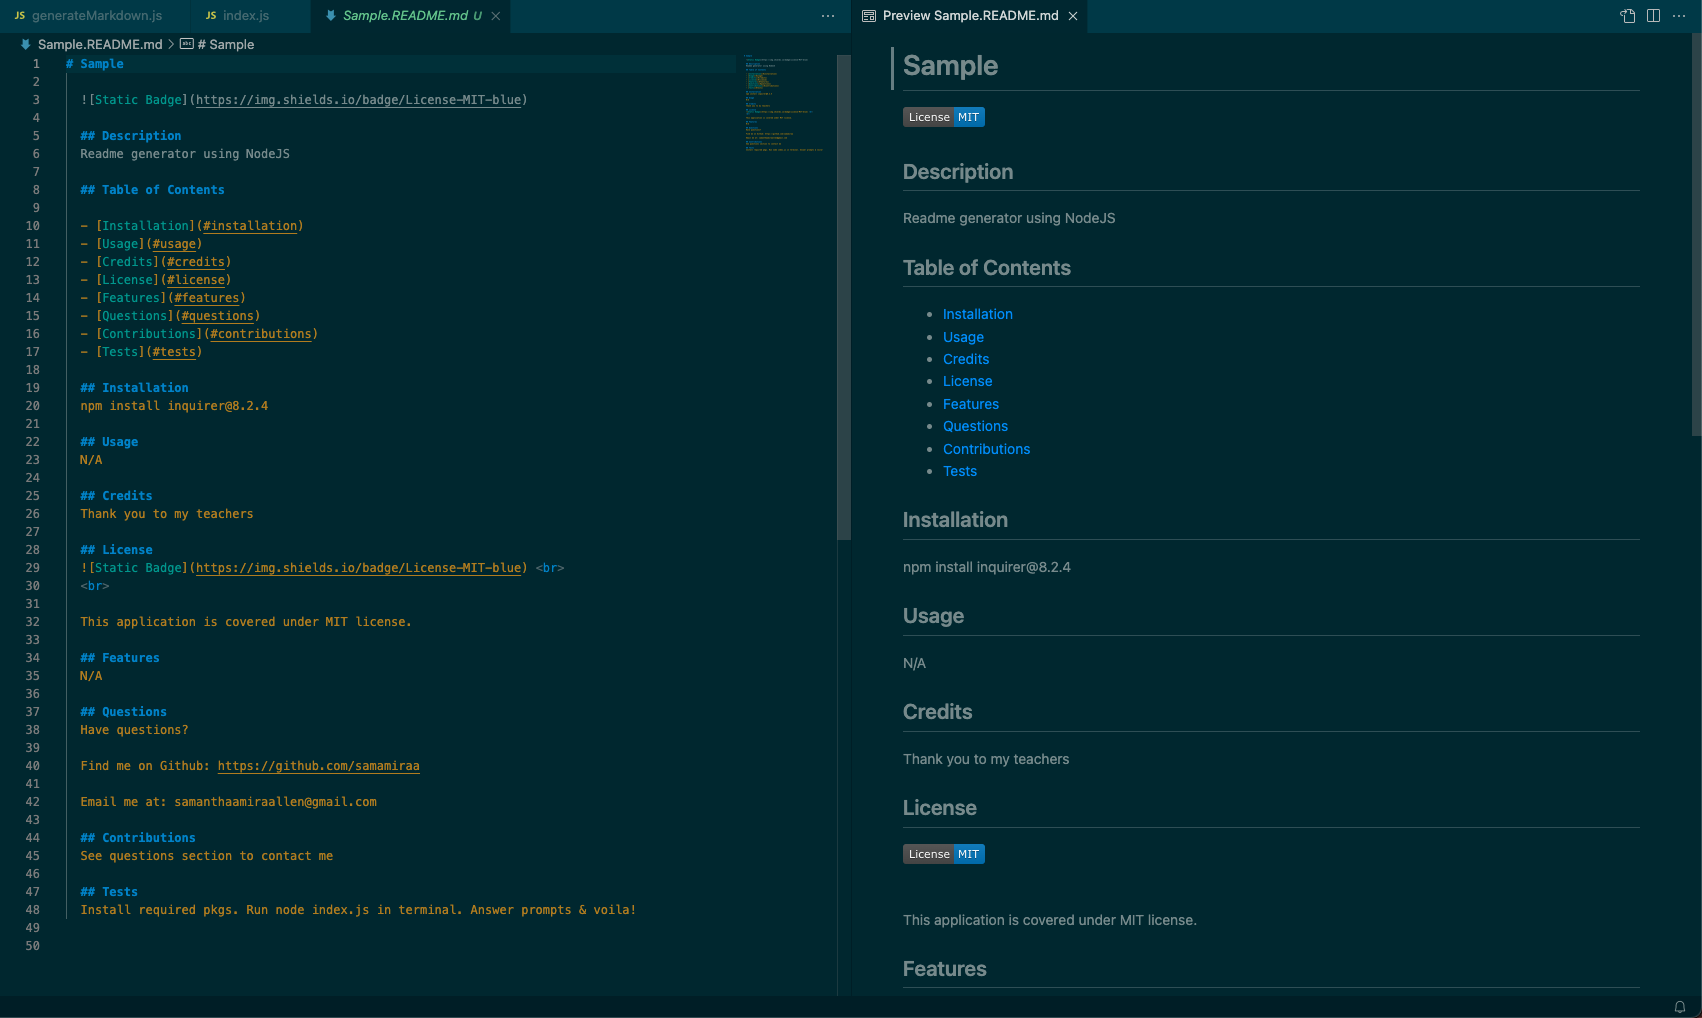 JS generateMarkdown.js
JS index.js
Sample.README.md U
Sample.README.md > # Sample
1 # Sample
2
3 ![Static Badge](https://img.shields.io/badge/License-MIT-blue)
4
5 ## Description
6 Readme generator using NodeJS
7
8 ## Table of Contents
9
10 - [Installation](#installation)
11 - [Usage](#usage)
12 - [Credits](#credits)
13 - [License](#license)
14 - [Features](#features)
15 - [Questions](#questions)
16 - [Contributions](#contributions)
17 - [Tests](#tests)
18
19 ## Installation
20 npm install inquirer@8.2.4
21
22 ## Usage
23 N/A
24
25 ## Credits
26 Thank you to my teachers
27
28 ## License
29 ![Static Badge](https://img.shields.io/badge/License-MIT-blue) <br>
30 <br>
31
32 This application is covered under MIT license.
33
34 ## Features
35 N/A
36
37 ## Questions
38 Have questions?
39
40 Find me on Github: https://github.com/samamiraa
41
42 Email me at: samanthaamiraallen@gmail.com
43
44 ## Contributions
45 See questions section to contact me
46
47 ## Tests
48 Install required pkgs. Run node index.js in terminal. Answer prompts & voila!
49
50
Preview Sample.README.md
Sample
License MIT
Description
Readme generator using NodeJS
Table of Contents
• Installation
• Usage
• Credits
• License
• Features
• Questions
• Contributions
• Tests
Installation
npm install inquirer@8.2.4
Usage
N/A
Credits
Thank you to my teachers
License
License MIT
This application is covered under MIT license.
Features